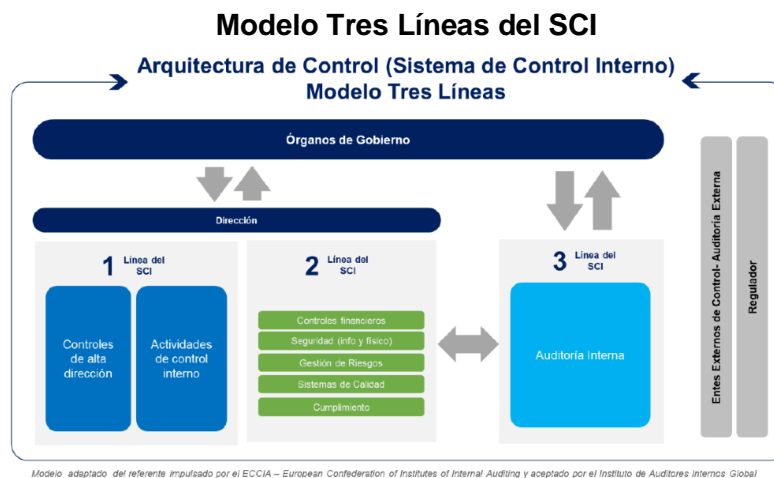 Modelo Tres Líneas del SCI
Arquitectura de Control (Sistema de Control Interno)
Modelo Tres Líneas
Órganos de Gobierno
Dirección
1 Línea del
SCI
Controles
de alta
dirección
Actividades
de control
interno
2 Línea del
SCI
Controles financieros
Seguridad (info y físico)
Gestión de Riesgos
Sistemas de Calidad
Cumplimiento
3 Línea del
SCI
Auditoría Interna
Entes Externos de Control- Auditoría Externa
Regulador
Modelo adaptado del referente impulsado por el ECCIA – European Confederation of Institutes of Internal Auditing y aceptado por el Instituto de Auditores Internos Global